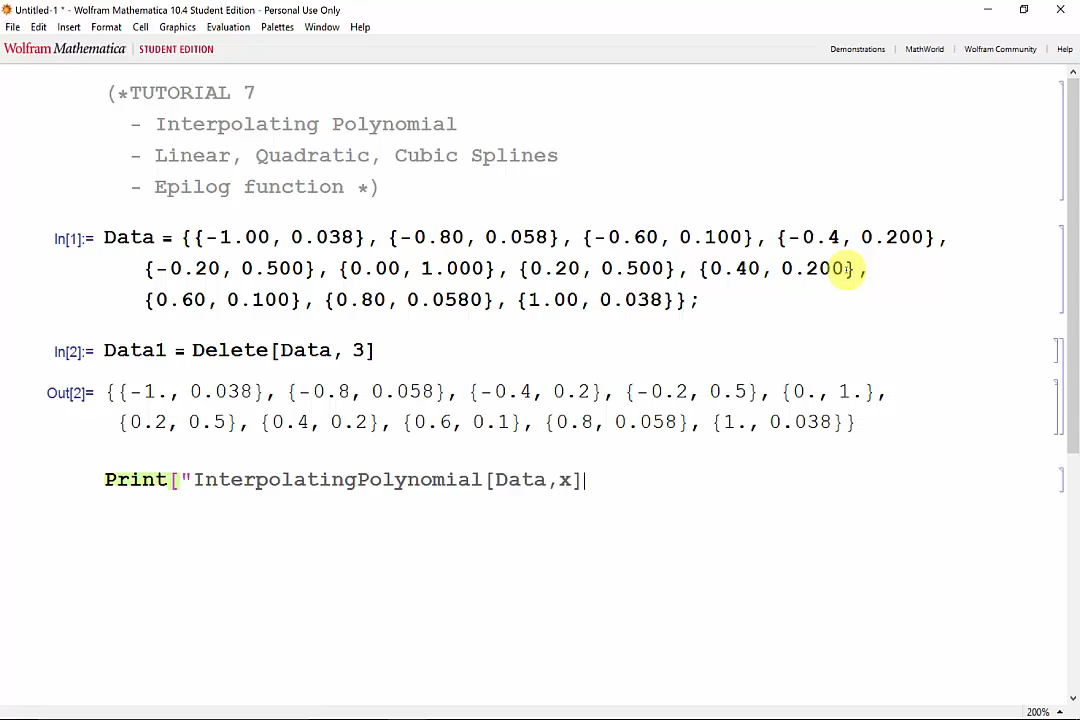 Untitled-1 * - Wolfram Mathematica 10.4 Student Edition - Personal Use Only
File Edit Insert Format Cell Graphics Evaluation Palettes Window Help
Wolfram Mathematica | STUDENT EDITION Demonstrations MathWorld Wolfram Community Help
(*TUTORIAL 7
- Interpolating Polynomial
- Linear, Quadratic, Cubic Splines
- Epilog function *)
In[1]:= Data = {{-1.00, 0.038}, {-0.80, 0.058}, {-0.60, 0.100}, {-0.4, 0.200},
{-0.20, 0.500}, {0.00, 1.000}, {0.20, 0.500}, {0.40, 0.200},
{0.60, 0.100}, {0.80, 0.0580}, {1.00, 0.038}};
In[2]:= Data1 = Delete[Data, 3]
Out[2]= {{-1., 0.038}, {-0.8, 0.058}, {-0.4, 0.2}, {-0.2, 0.5}, {0., 1.},
{0.2, 0.5}, {0.4, 0.2}, {0.6, 0.1}, {0.8, 0.058}, {1., 0.038}}
Print["InterpolatingPolynomial[Data,x]
200%